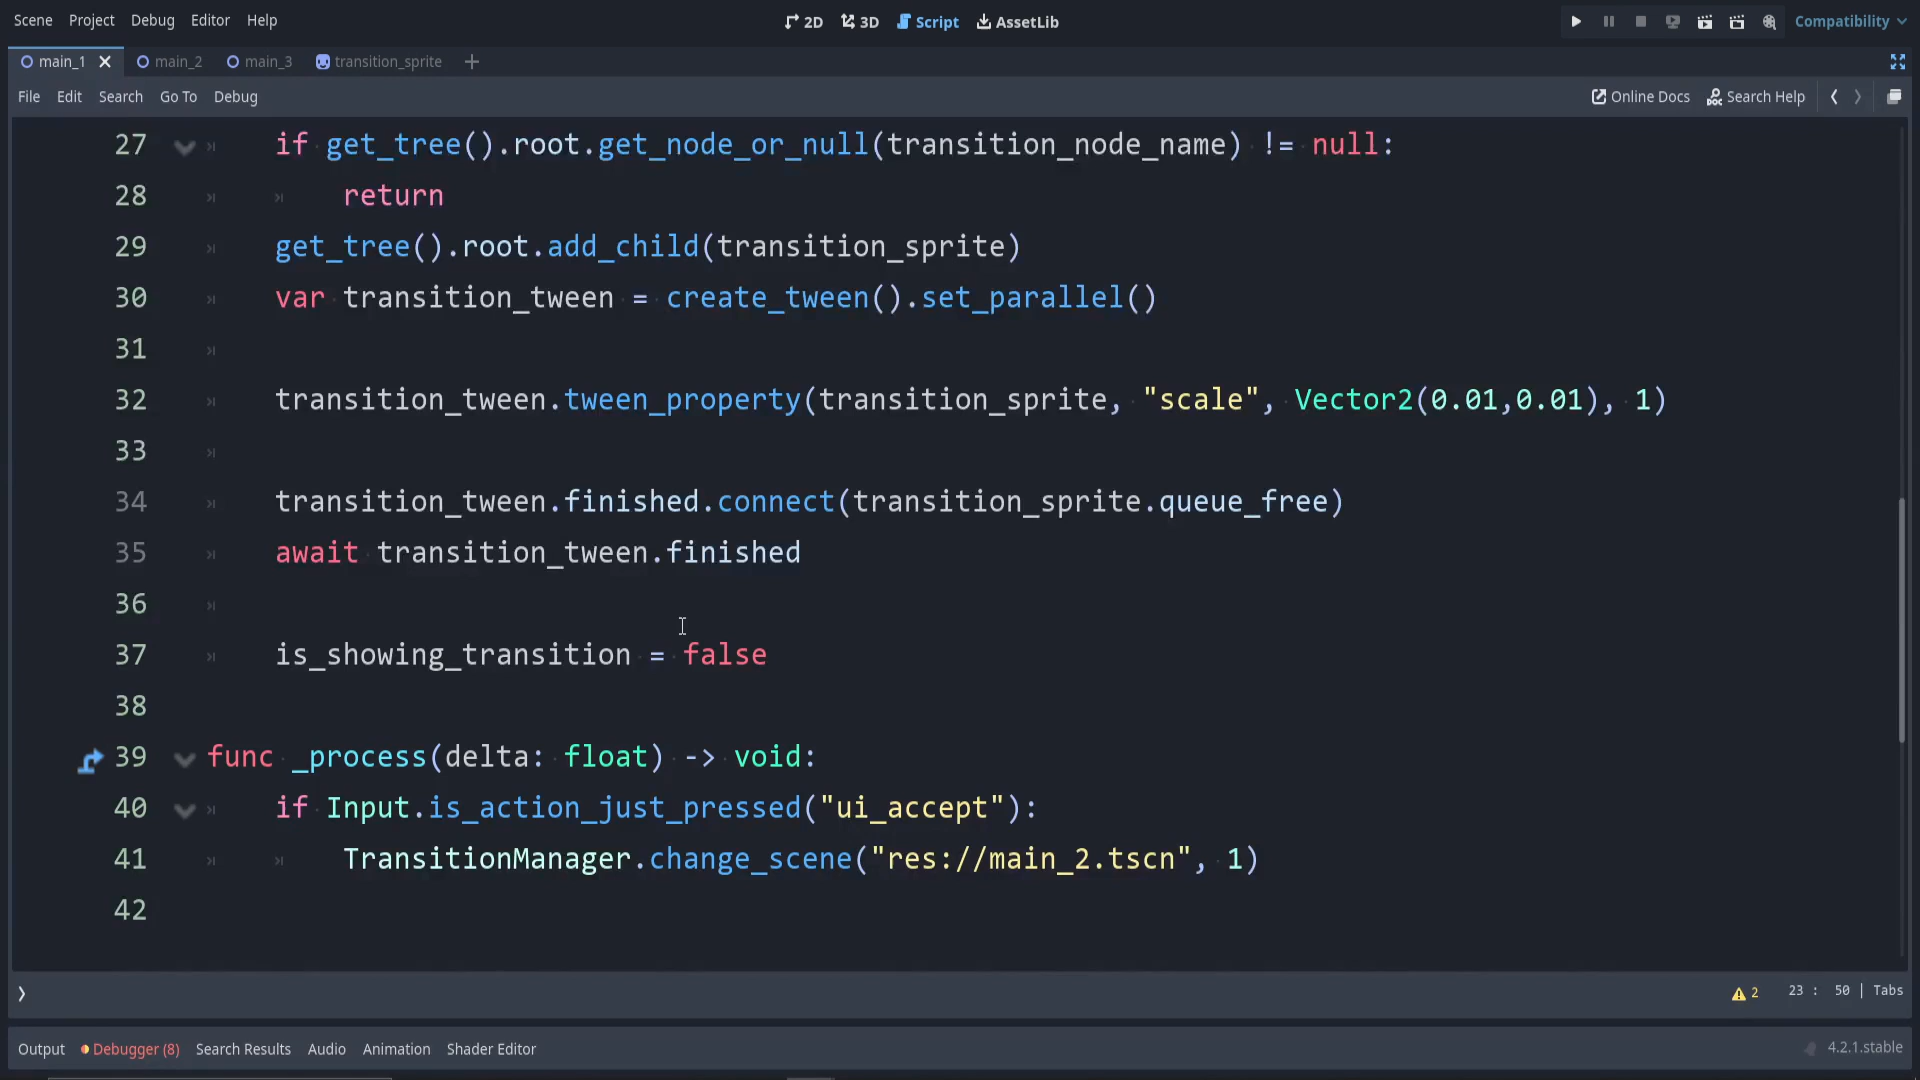 Scene Project Debug Editor Help
2D 3D Script AssetLib
Compatibility
main_1 main_2 main_3 transition_sprite
File Edit Search Go To Debug
Online Docs Search Help
27 if get_tree().root.get_node_or_null(transition_node_name) != null:
28 return
29 get_tree().root.add_child(transition_sprite)
30 var transition_tween = create_tween().set_parallel()
31
32 transition_tween.tween_property(transition_sprite, "scale", Vector2(0.01,0.01), 1)
33
34 transition_tween.finished.connect(transition_sprite.queue_free)
35 await transition_tween.finished
36
37 is_showing_transition = false
38
39 func _process(delta: float) -> void:
40 if Input.is_action_just_pressed("ui_accept"):
41 TransitionManager.change_scene("res://main_2.tscn", 1)
42
2 23 : 50 | Tabs
Output Debugger (8) Search Results Audio Animation Shader Editor
4.2.1.stable